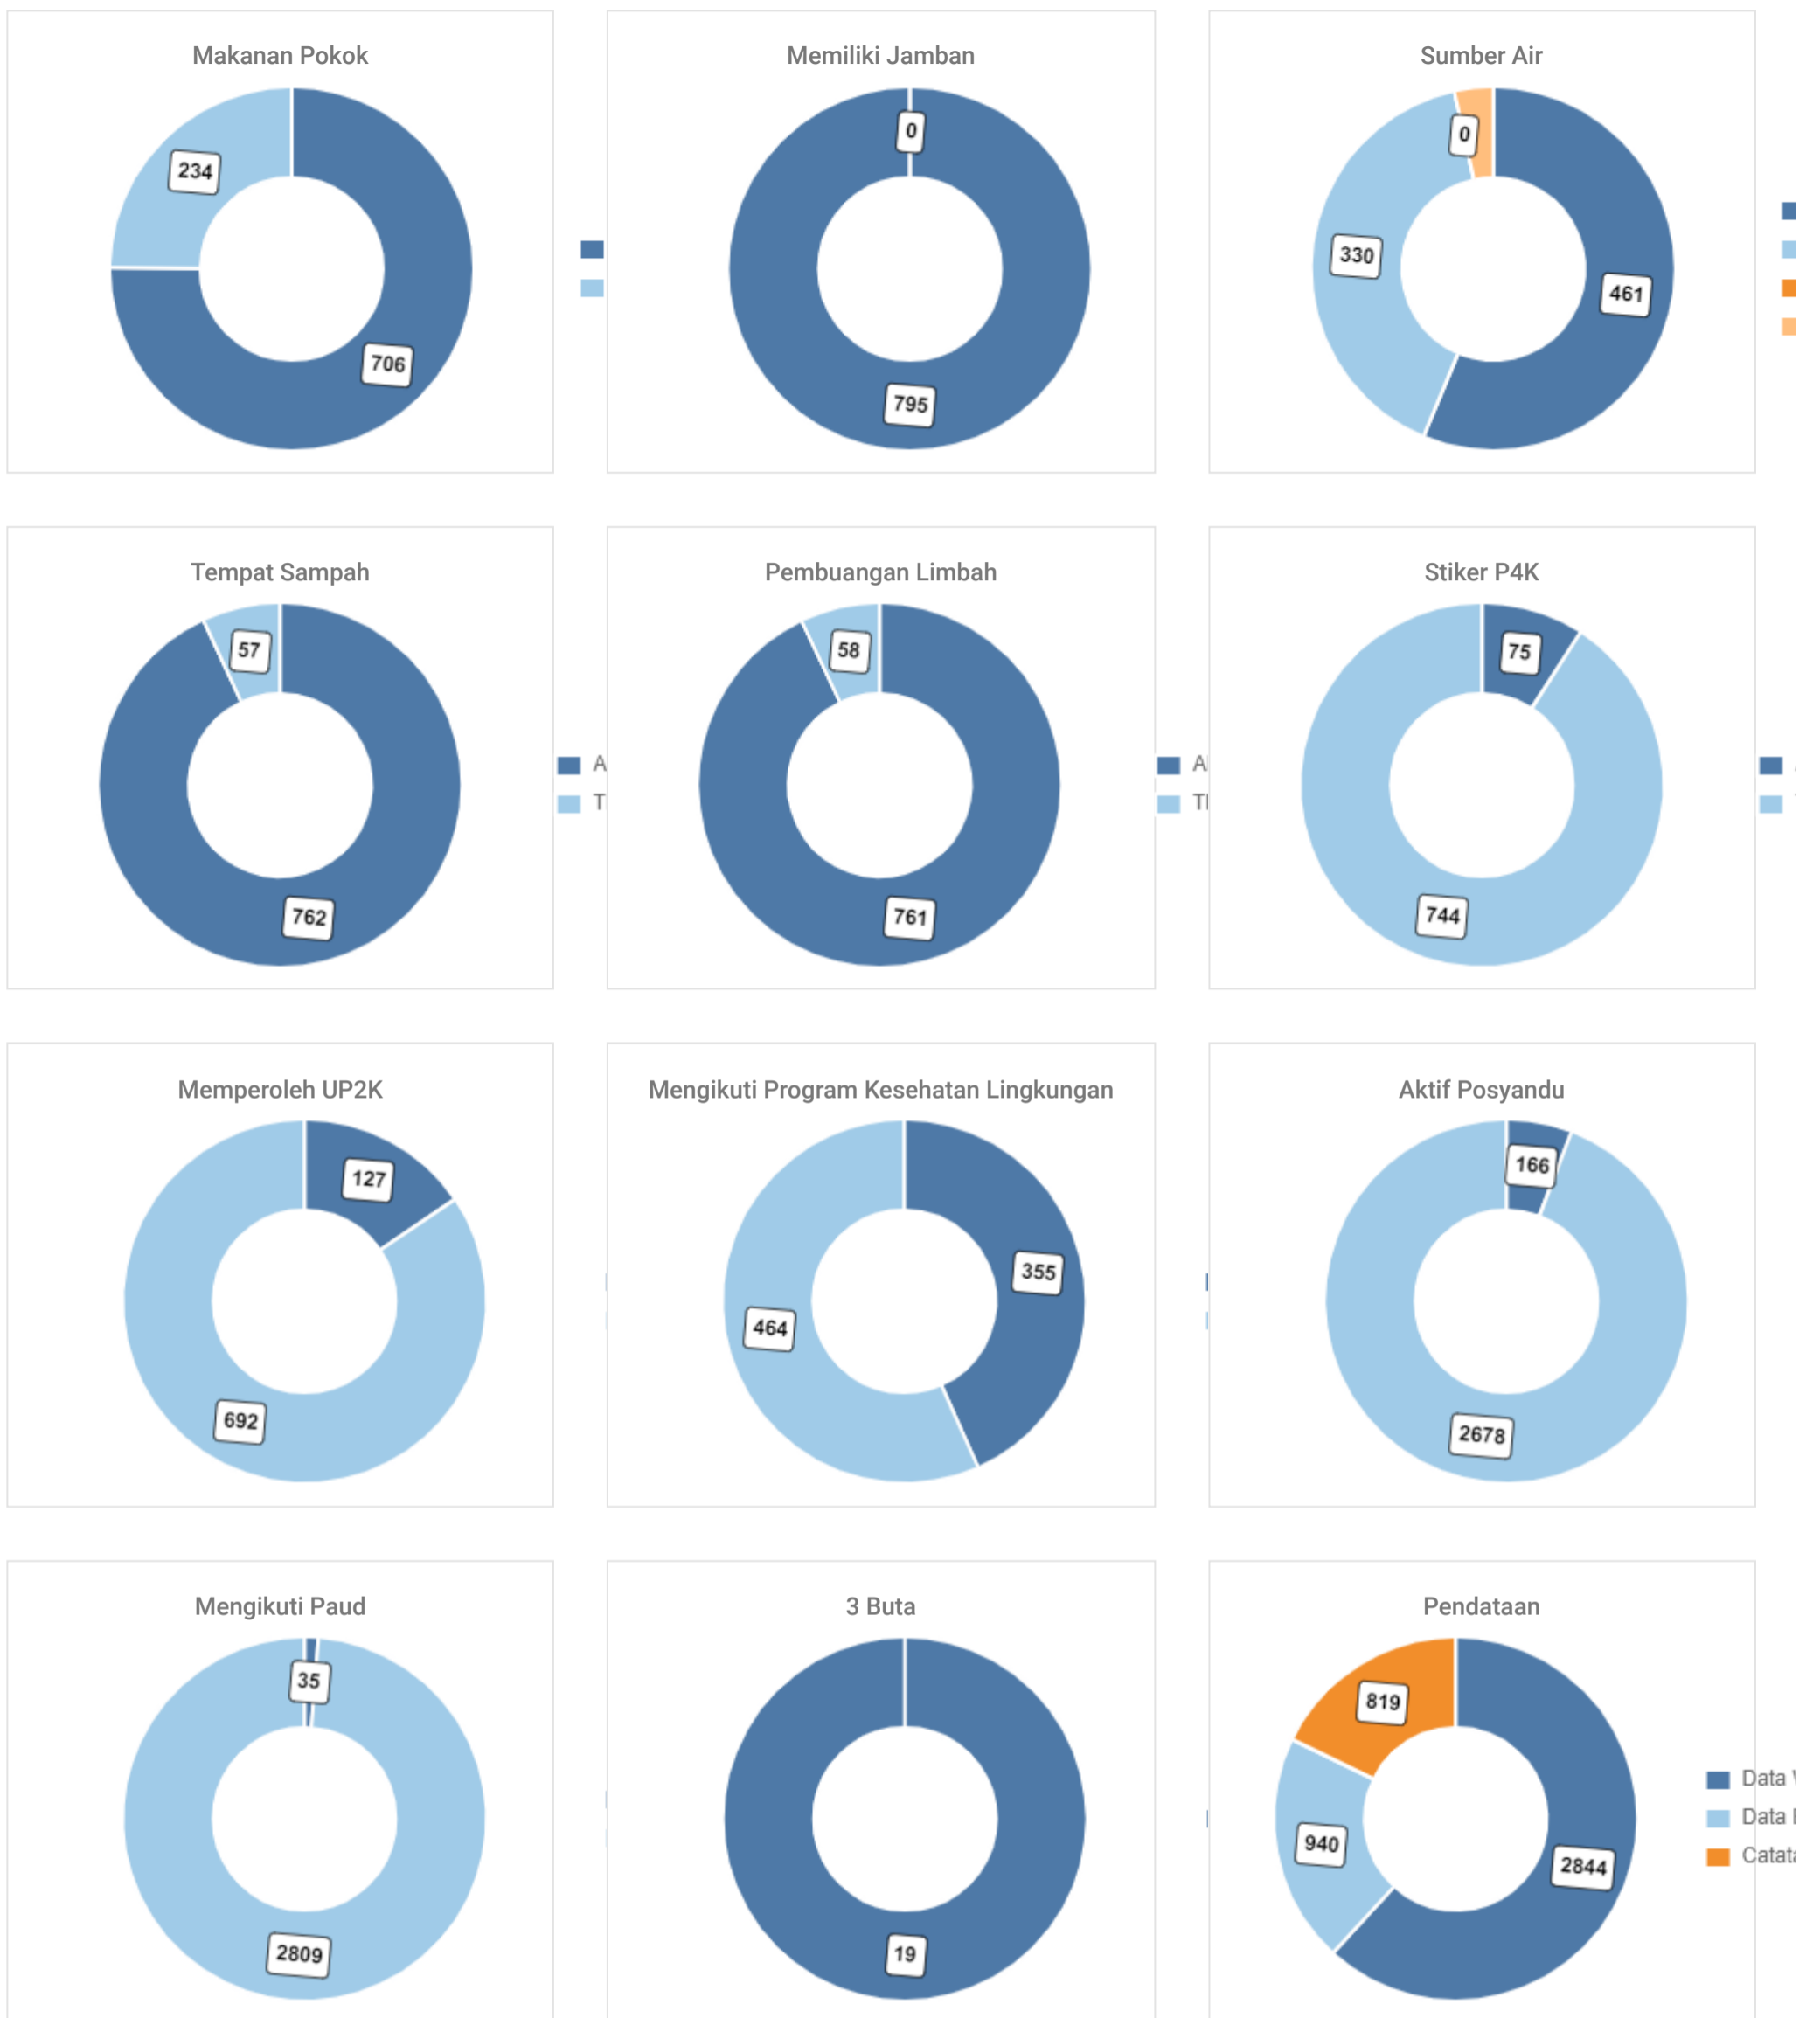 Makanan Pokok
234
706
Memiliki Jamban
0
795
Sumber Air
0
330
461
Tempat Sampah
57
762
A
T
Pembuangan Limbah
58
761
A
TI
Stiker P4K
75
744
Memperoleh UP2K
127
692
Mengikuti Program Kesehatan Lingkungan
355
464
Aktif Posyandu
166
2678
Mengikuti Paud
35
2809
3 Buta
19
Pendataan
819
940
2844
Data
Data
Catata